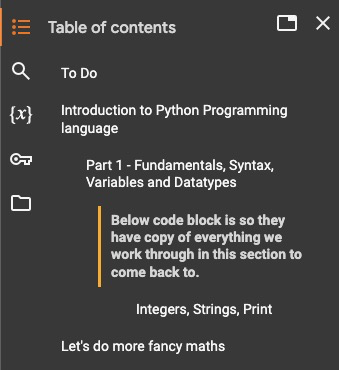 Table of contents
To Do
{x}
Introduction to Python Programming
language
Part 1 - Fundamentals, Syntax,
Variables and Datatypes
Below code block is so they
have copy of everything we
work through in this section to
come back to.
Integers, Strings, Print
Let's do more fancy maths